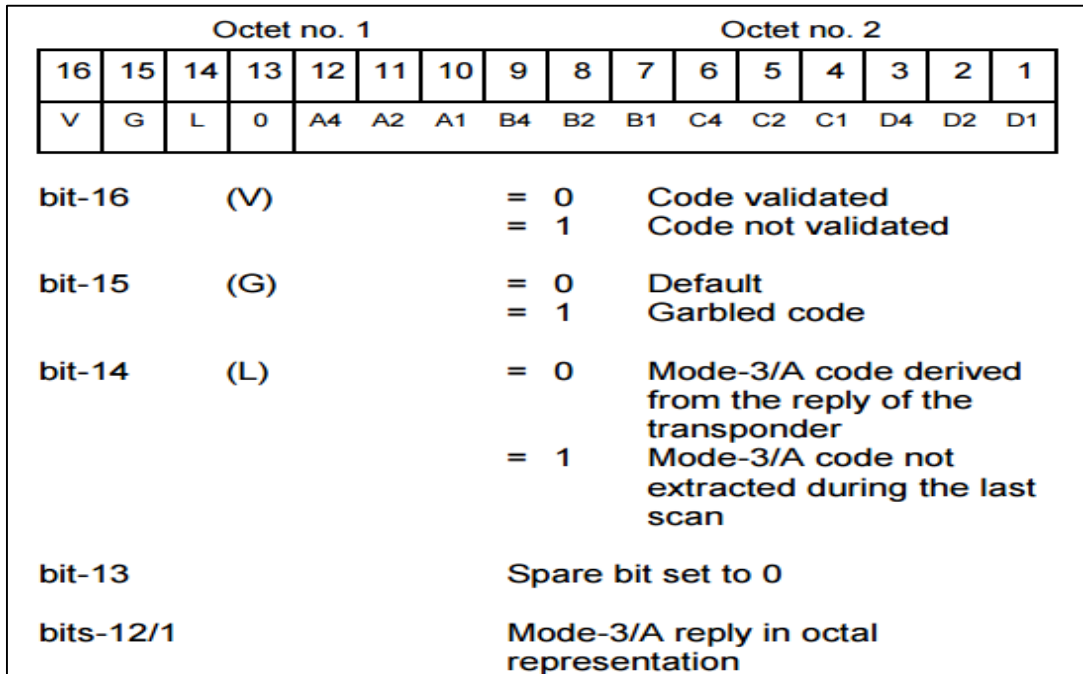 Octet no. 1 Octet no. 2
16 15 14 13 12 11 10 9 8 7 6 5 4 3 2 1
V G L 0 A4 A2 A1 B4 B2 B1 C4 C2 C1 D4 D2 D1
bit-16 (V) = 0 Code validated
= 1 Code not validated
bit-15 (G) = 0 Default
= 1 Garbled code
bit-14 (L) = 0 Mode-3/A code derived
from the reply of the
transponder
= 1 Mode-3/A code not
extracted during the last
scan
bit-13 Spare bit set to 0
bits-12/1 Mode-3/A reply in octal
representation